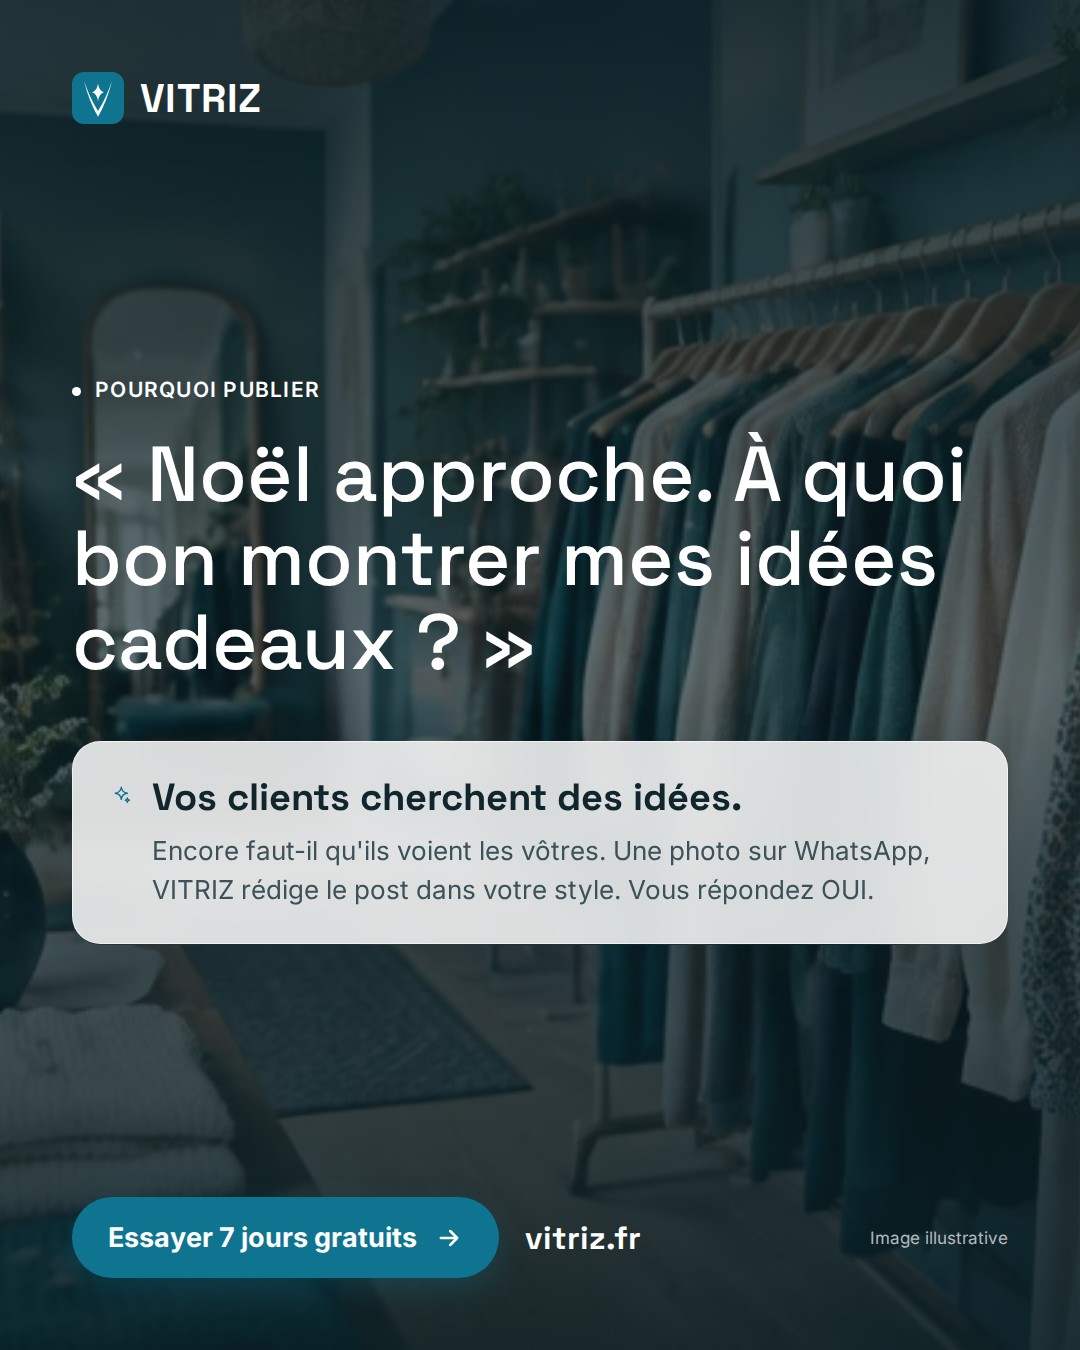 VITRIZ
• POURQUOI PUBLIER
« Noël approche. À quoi
bon montrer mes idées
cadeaux ? »
Vos clients cherchent des idées.
Encore faut-il qu'ils voient les vôtres. Une photo sur WhatsApp,
VITRIZ rédige le post dans votre style. Vous répondez OUI.
Essayer 7 jours gratuits →
vitriz.fr
Image illustrative